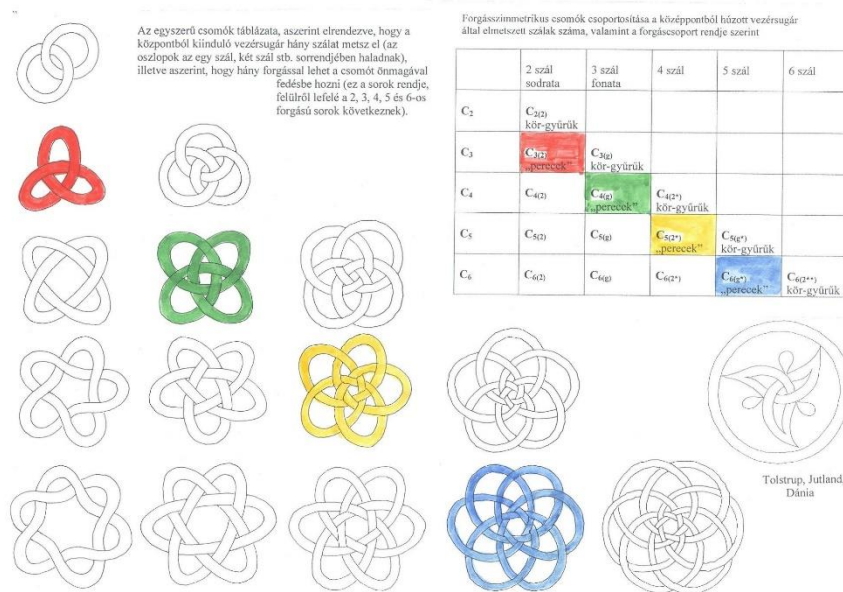 Az egyszerű csomók táblázata, aszerint elrendezve, hogy a
központból kiinduló vezérsugár hány szálat metsz el (az
oszlopok az egy szál, két szál stb. sorrendjében haladnak),
illetve aszerint, hogy hány forgással lehet a csomót önmagával
fedésbe hozni (ez a sorok rendje,
felülről lefelé a 2, 3, 4, 5 és 6-os
forgású sorok következnek).
Forgásszimmetrikus csomók csoportosítása a középpontból húzott vezérsugár
által elmetszett szálak száma, valamint a forgáscsoport rendje szerint
2 szál sodrata 3 szál fonata 4 szál 5 szál 6 szál
C2 C2(2) kör-gyűrűk
C3 C3(2) „perecek” C3(g) kör-gyűrűk
C4 C4(2) C4(g) „perecek” C4(2*) kör-gyűrűk
C5 C5(2) C5(g) C5(2*) „perecek” C5(g*) kör-gyűrűk
C6 C6(2) C6(g) C6(2*) C6(g*) „perecek” C6(2**) kör-gyűrűk
Tolstrup, Jutland,
Dánia